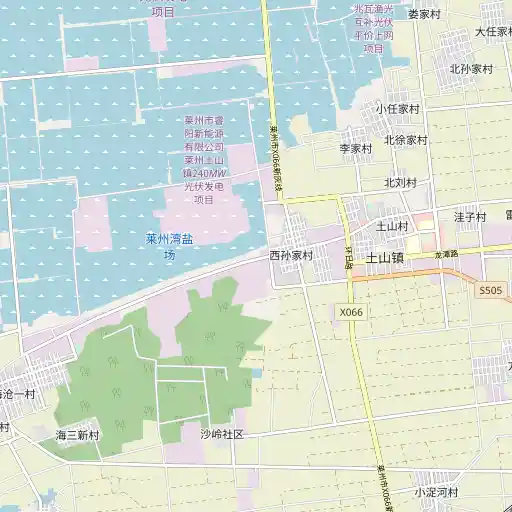 项目
兆瓦渔光
互补光伏
平价上网
项目
娄家村
大任家村
北孙家村
小任家村
莱州市睿
阳新能源
有限公司
莱州土山
镇240MW
光伏发电
项目
李家村
北徐家村
北刘村
莱州湾盐
场
土山村
洼子村
西孙家村
土山镇
龙潭路
S505
X066
海沧一村
村
海三新村
沙岭社区
小浞河村